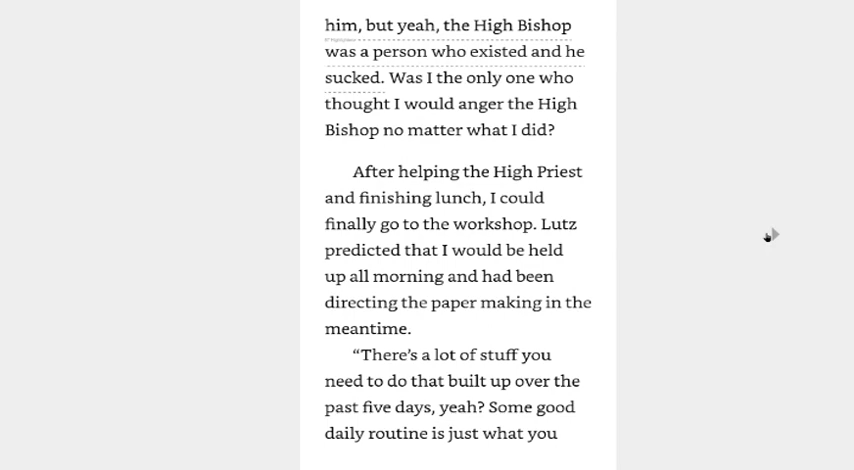 him, but yeah, the High Bishop
was a person who existed and he
sucked. Was I the only one who
thought I would anger the High
Bishop no matter what I did?
After helping the High Priest
and finishing lunch, I could
finally go to the workshop. Lutz
predicted that I would be held
up all morning and had been
directing the paper making in the
meantime.
“There’s a lot of stuff you
need to do that built up over the
past five days, yeah? Some good
daily routine is just what you